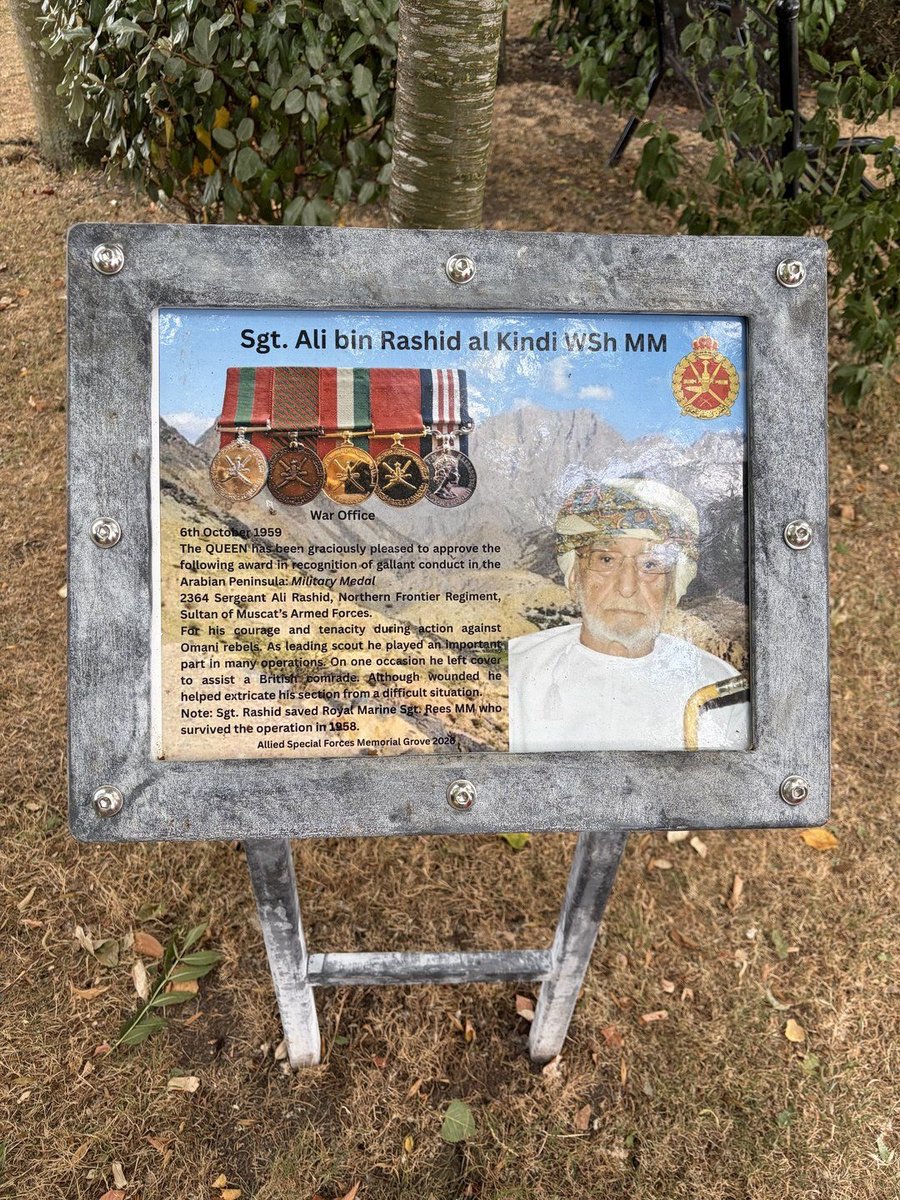 Sgt. Ali bin Rashid al Kindi WSh MM
War Office
6th October 1959
The QUEEN has been graciously pleased to approve the
following award in recognition of gallant conduct in the
Arabian Peninsula: Military Medal
2364 Sergeant Ali Rashid, Northern Frontier Regiment,
Sultan of Muscat's Armed Forces.
For his courage and tenacity during action against
Omani rebels. As leading scout he played an important
part in many operations. On one occasion he left cover
to assist a British comrade. Although wounded he
helped extricate his section from a difficult situation.
Note: Sgt. Rashid saved Royal Marine Sgt. Rees MM who
survived the operation in 1958.
Allied Special Forces Memorial Grove 2026